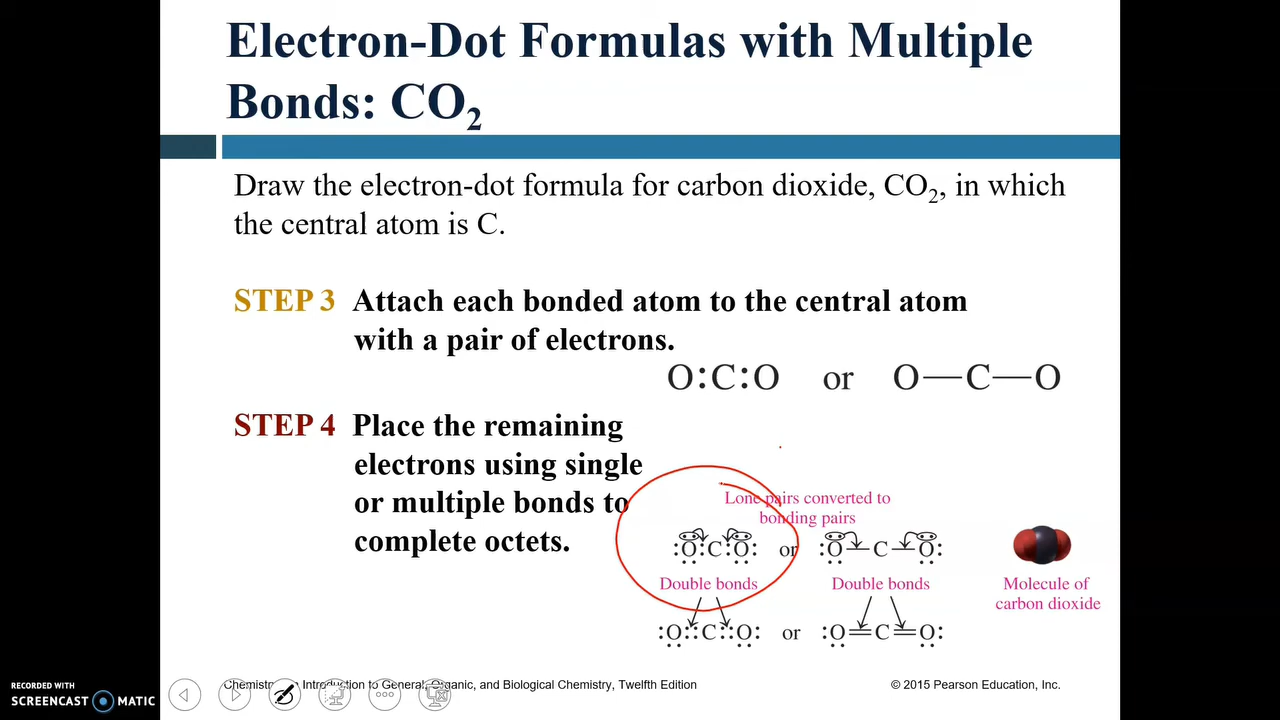 Electron-Dot Formulas with Multiple
Bonds: CO₂
Draw the electron-dot formula for carbon dioxide, CO₂, in which
the central atom is C.
STEP 3 Attach each bonded atom to the central atom
with a pair of electrons.
O:C:O or O—C—O
STEP 4 Place the remaining
electrons using single
or multiple bonds to
complete octets.
Lone pairs converted to
bonding pairs
:O:C:O: or :O—C—O:
Double bonds Double bonds Molecule of
carbon dioxide
:O::C::O: or :O=C=O:
Chemistry: An Introduction to General, Organic, and Biological Chemistry, Twelfth Edition
© 2015 Pearson Education, Inc.
RECORDED WITH
SCREENCAST MATIC